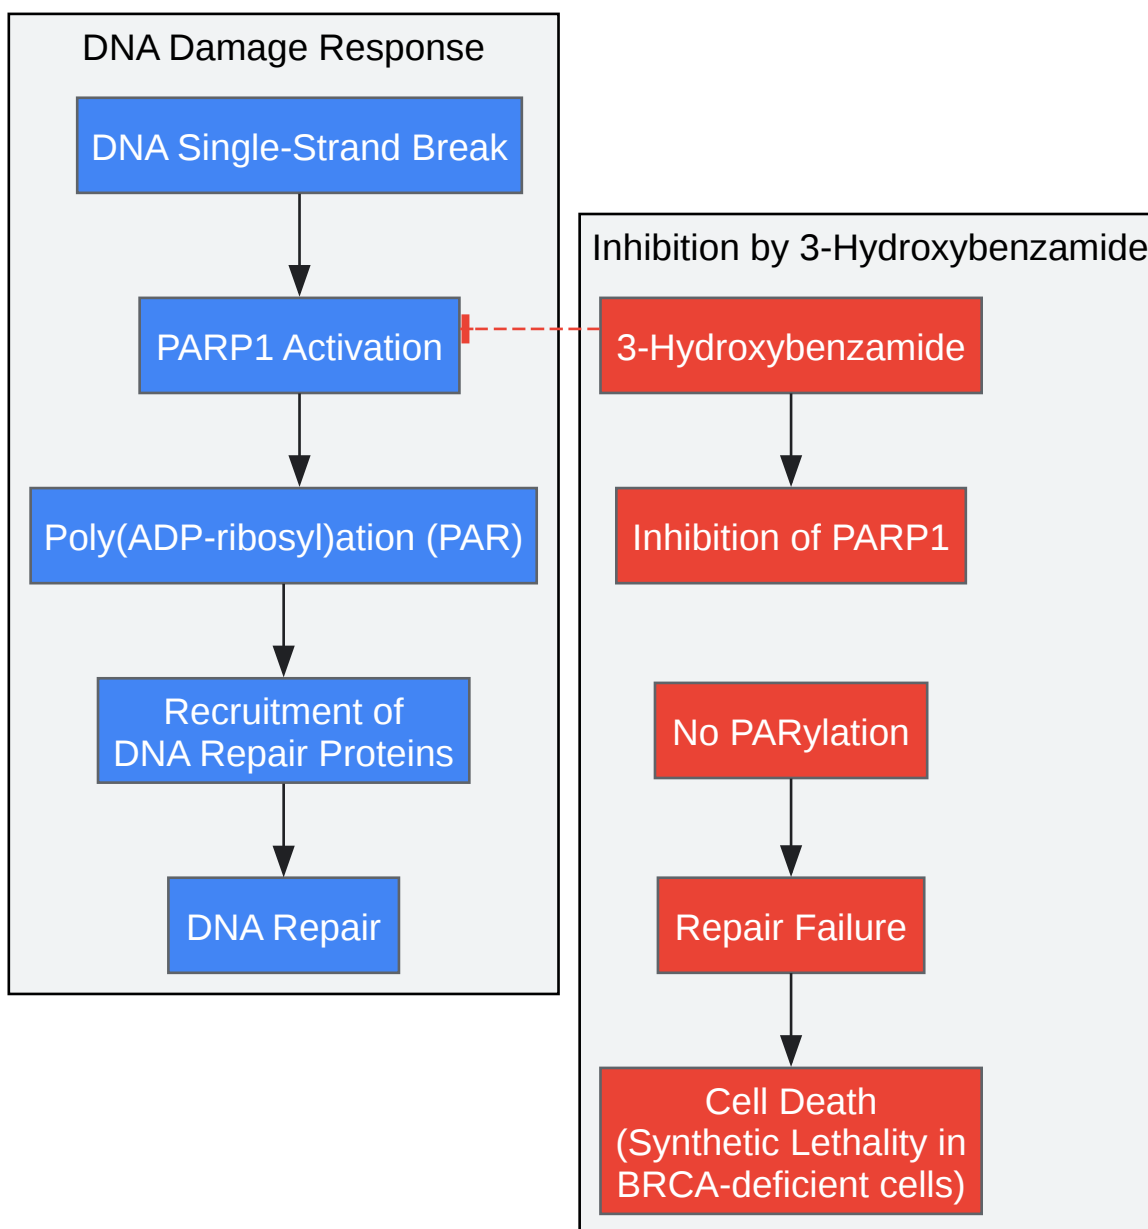 DNA Damage Response
DNA Single-Strand Break
PARP1 Activation
Poly(ADP-ribosyl)ation (PAR)
Recruitment of
DNA Repair Proteins
DNA Repair
Inhibition by 3-Hydroxybenzamide
3-Hydroxybenzamide
Inhibition of PARP1
No PARylation
Repair Failure
Cell Death
(Synthetic Lethality in
BRCA-deficient cells)